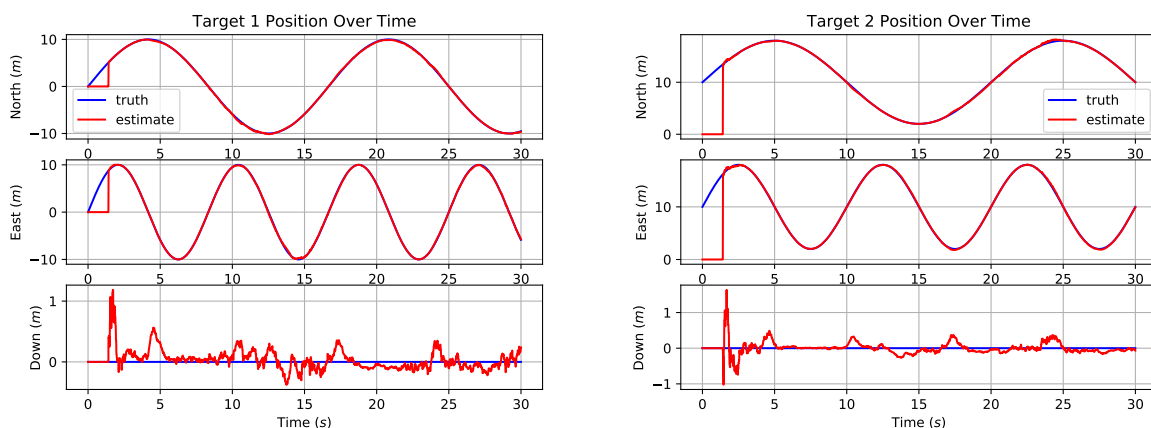 Target 1 Position Over Time
10
0
−10
North (m)
truth
estimate
0 5 10 15 20 25 30
10
0
−10
East (m)
0 5 10 15 20 25 30
1
0
Down (m)
0 5 10 15 20 25 30
Time (s)
Target 2 Position Over Time
10
0
North (m)
truth
estimate
0 5 10 15 20 25 30
10
0
East (m)
0 5 10 15 20 25 30
1
0
−1
Down (m)
0 5 10 15 20 25 30
Time (s)